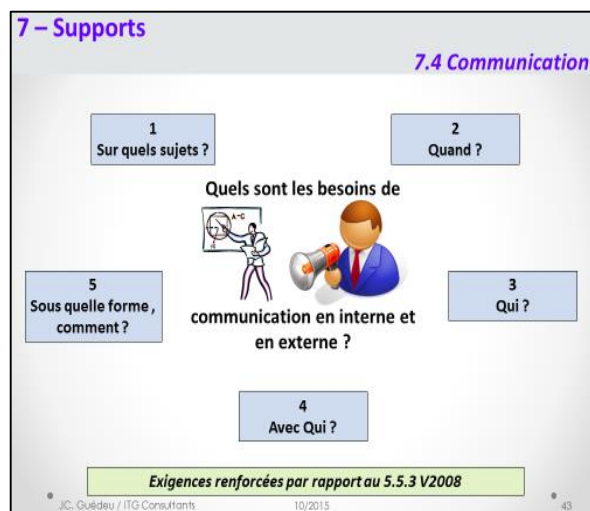 7 – Supports
7.4 Communication
1
Sur quels sujets ?
2
Quand ?
Quels sont les besoins de
A-C
5
Sous quelle forme ,
comment ?
3
Qui ?
communication en interne et
en externe ?
4
Avec Qui ?
Exigences renforcées par rapport au 5.5.3 V2008
JC. Guédeu / ITG Consultants
10/2015
43